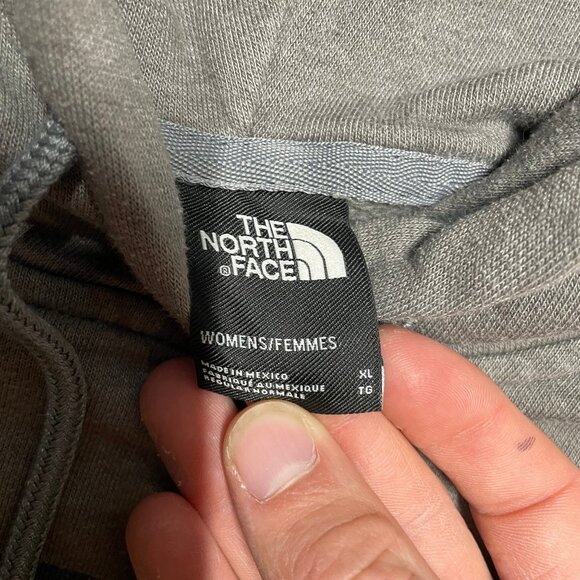 THE
NORTH
FACE®
WOMENS/FEMMES
MADE IN MEXICO
FABRIQUÉ AU MEXIQUE
REGULAR/NORMALE
XL
TG